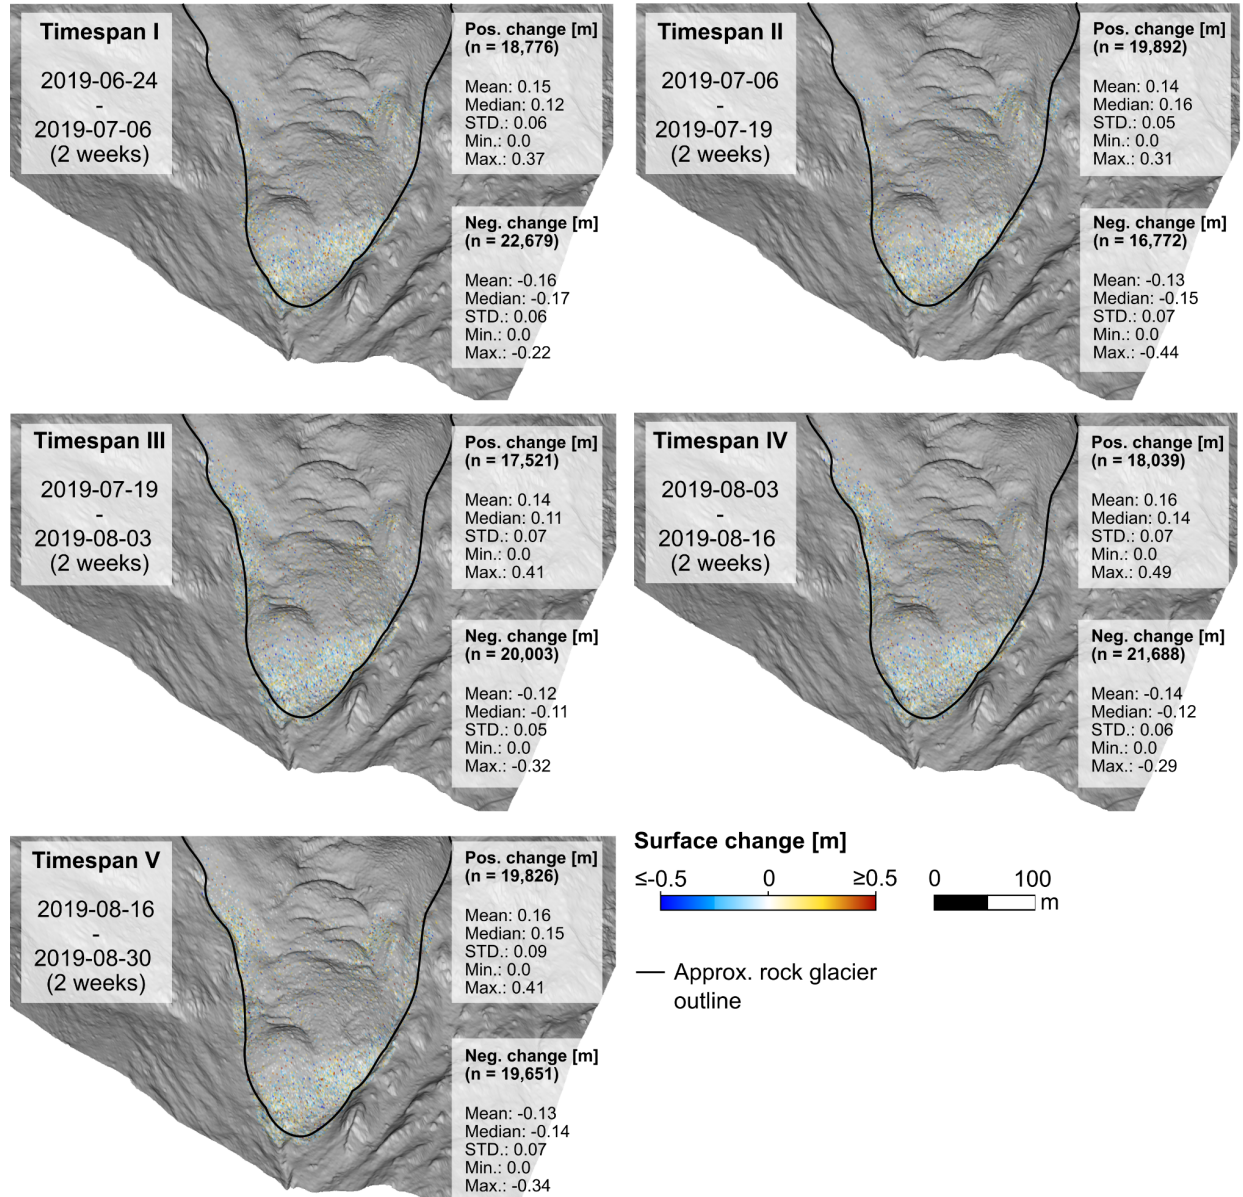 Timespan I
2019-06-24
-
2019-07-06
(2 weeks)
Pos. change [m]
(n = 18,776)
Mean: 0.15
Median: 0.12
STD.: 0.06
Min.: 0.0
Max.: 0.37
Neg. change [m]
(n = 22,679)
Mean: -0.16
Median: -0.17
STD.: 0.06
Min.: 0.0
Max.: -0.22
Timespan II
2019-07-06
-
2019-07-19
(2 weeks)
Pos. change [m]
(n = 19,892)
Mean: 0.14
Median: 0.16
STD.: 0.05
Min.: 0.0
Max.: 0.31
Neg. change [m]
(n = 16,772)
Mean: -0.13
Median: -0.15
STD.: 0.07
Min.: 0.0
Max.: -0.44
Timespan III
2019-07-19
-
2019-08-03
(2 weeks)
Pos. change [m]
(n = 17,521)
Mean: 0.14
Median: 0.11
STD.: 0.07
Min.: 0.0
Max.: 0.41
Neg. change [m]
(n = 20,003)
Mean: -0.12
Median: -0.11
STD.: 0.05
Min.: 0.0
Max.: -0.32
Timespan IV
2019-08-03
-
2019-08-16
(2 weeks)
Pos. change [m]
(n = 18,039)
Mean: 0.16
Median: 0.14
STD.: 0.07
Min.: 0.0
Max.: 0.49
Neg. change [m]
(n = 21,688)
Mean: -0.14
Median: -0.12
STD.: 0.06
Min.: 0.0
Max.: -0.29
Timespan V
2019-08-16
-
2019-08-30
(2 weeks)
Pos. change [m]
(n = 19,826)
Mean: 0.16
Median: 0.15
STD.: 0.09
Min.: 0.0
Max.: 0.41
Neg. change [m]
(n = 19,651)
Mean: -0.13
Median: -0.14
STD.: 0.07
Min.: 0.0
Max.: -0.34
Surface change [m]
≤-0.5 0 ≥0.5
0 100
m
Approx. rock glacier
outline